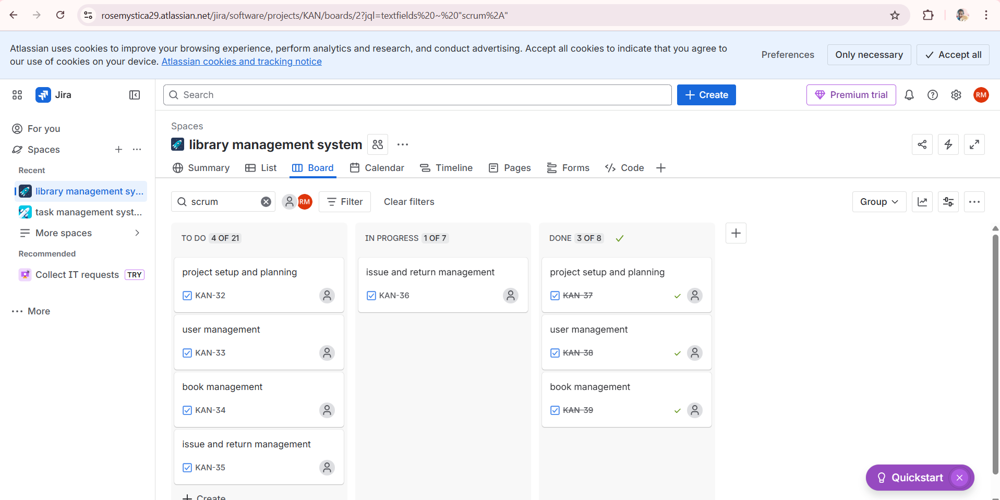 rosemystica29.atlassian.net/jira/software/projects/KAN/boards/2?jql=textfields%20~%20"scrum%2A"
Atlassian uses cookies to improve your browsing experience, perform analytics and research, and conduct advertising. Accept all cookies to indicate that you agree to
our use of cookies on your device. Atlassian cookies and tracking notice
Preferences
Only necessary
Accept all
Jira
Search
Create
Premium trial
RM
For you
Spaces
Recent
library management sy...
task management syst...
More spaces
Recommended
Collect IT requests TRY
More
Spaces
library management system
Summary List Board Calendar Timeline Pages Forms Code
scrum
RM
Filter
Clear filters
Group
TO DO 4 OF 21
project setup and planning
KAN-32
user management
KAN-33
book management
KAN-34
issue and return management
KAN-35
Create
IN PROGRESS 1 OF 7
issue and return management
KAN-36
DONE 3 OF 8
project setup and planning
KAN-37
user management
KAN-38
book management
KAN-39
Quickstart